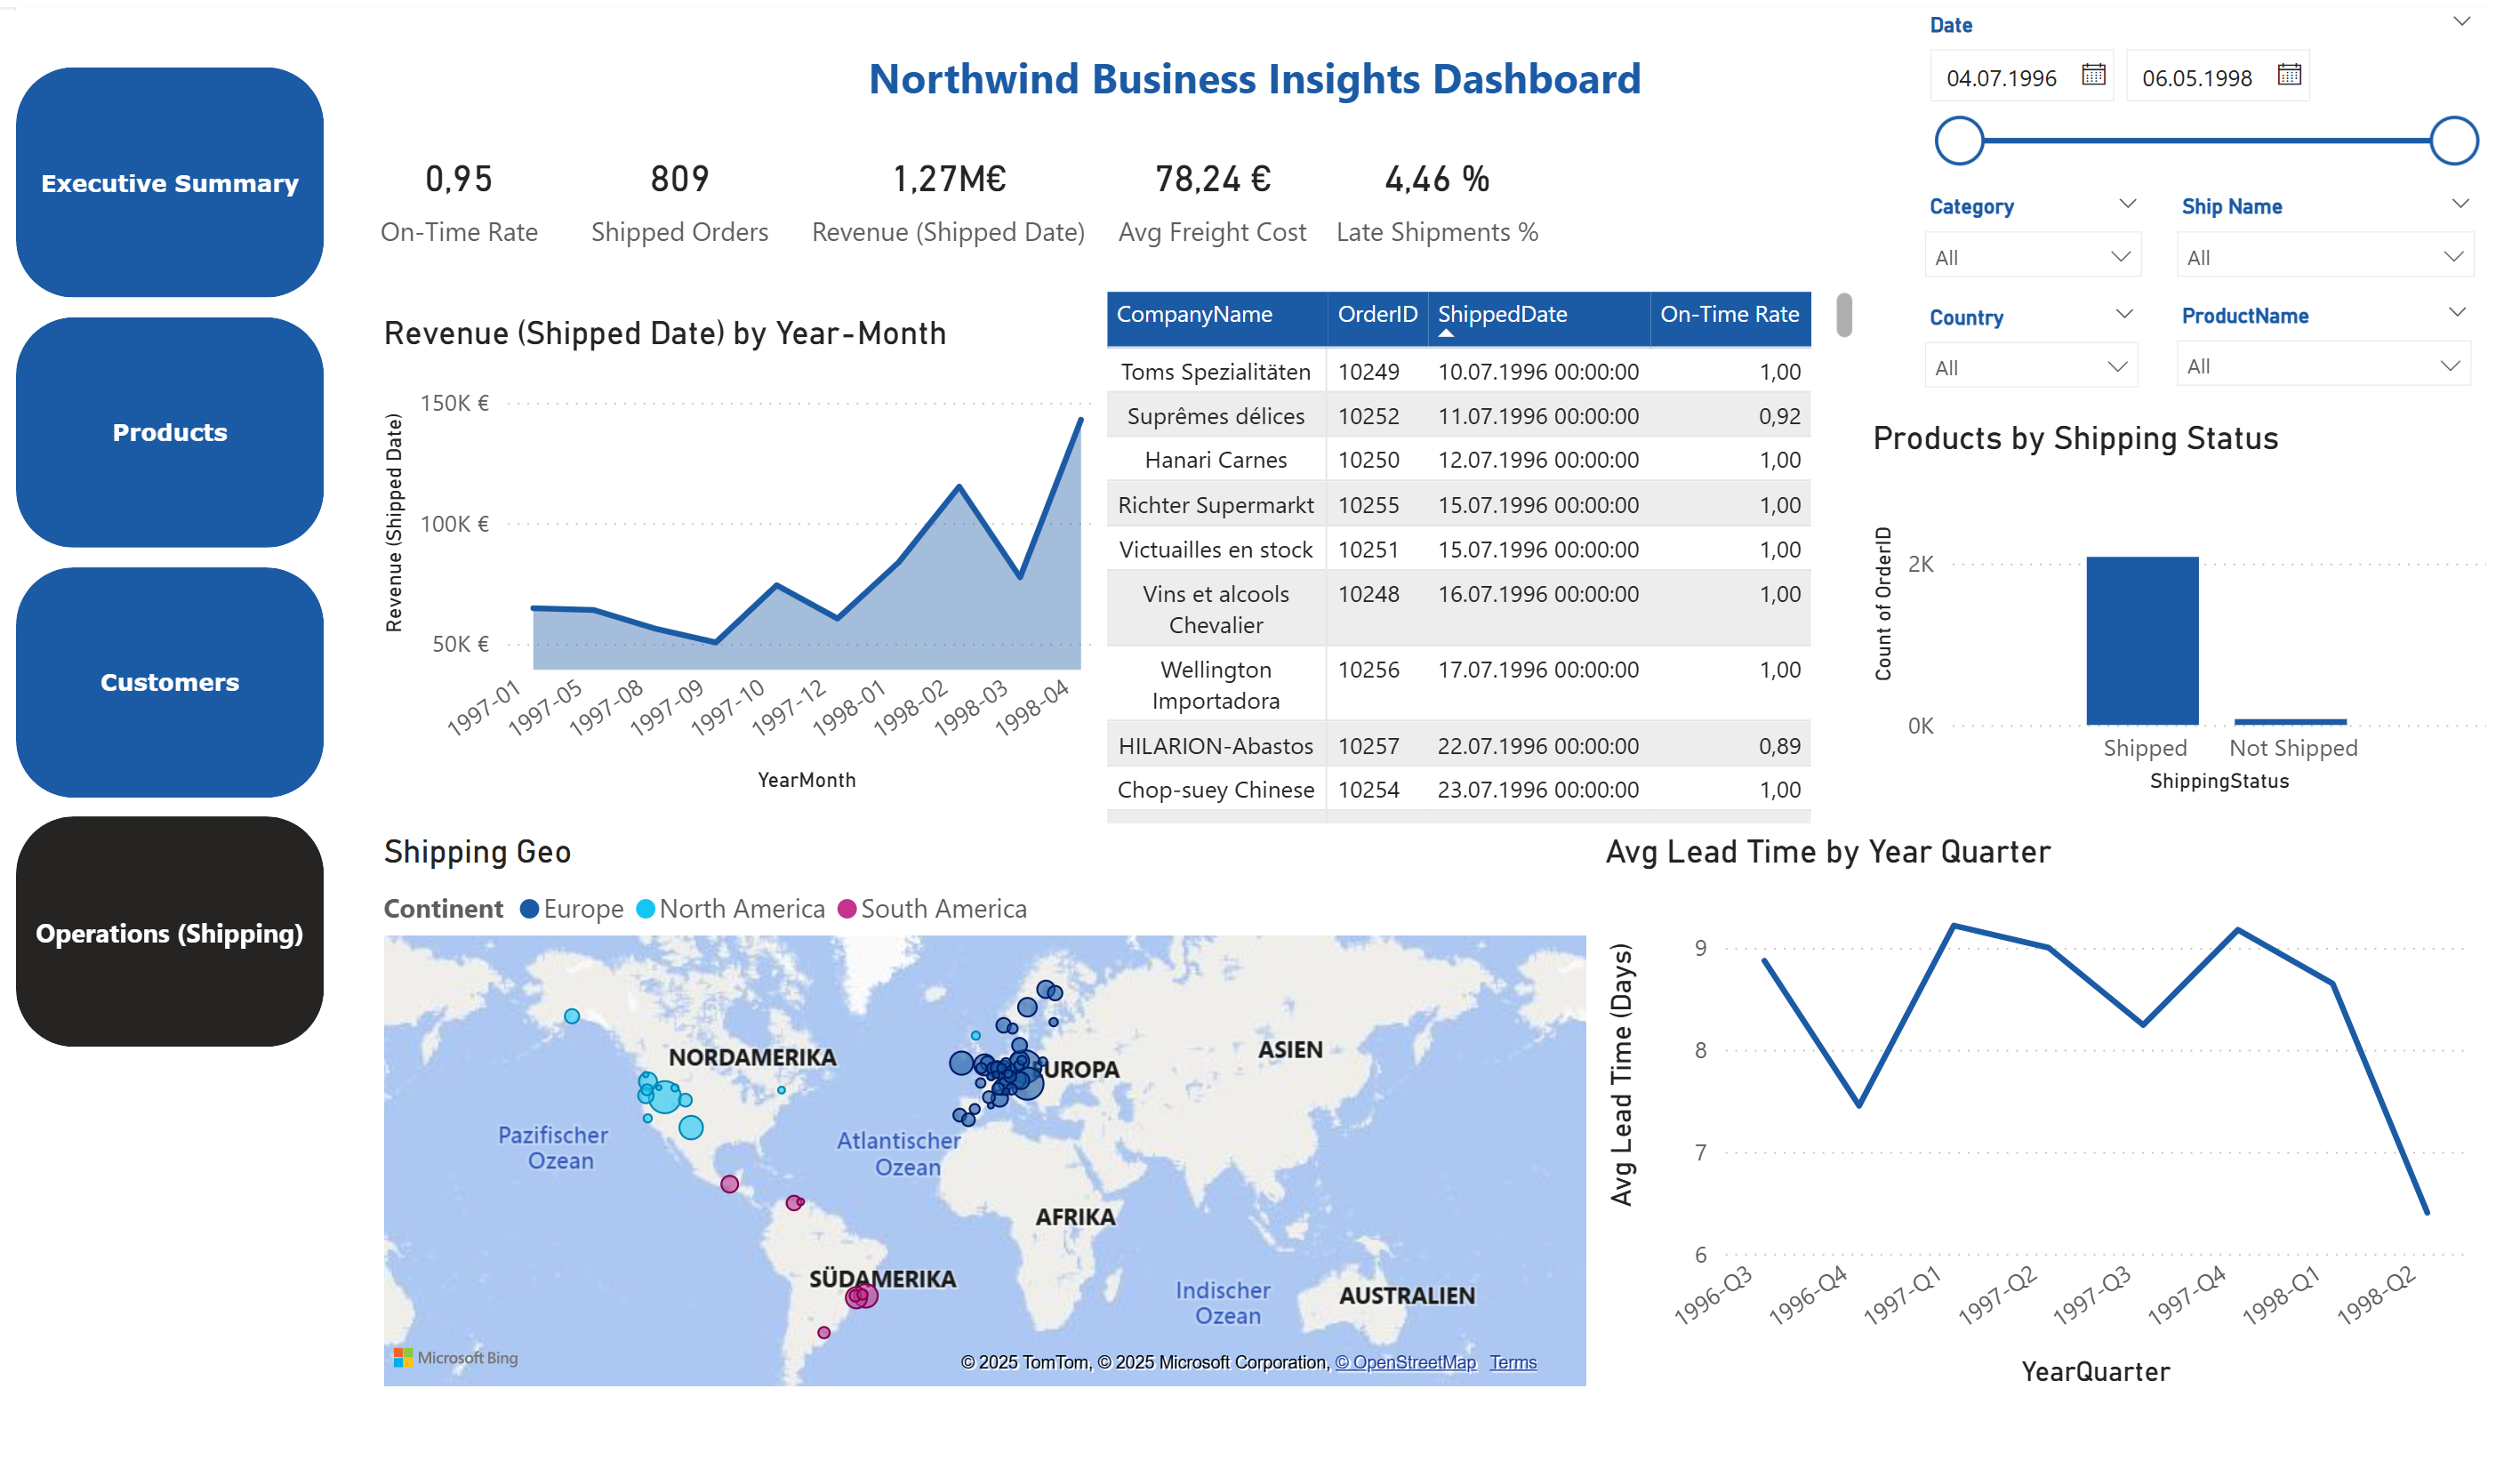 Northwind Business Insights Dashboard
Executive Summary
Products
Customers
Operations (Shipping)
0,95
On-Time Rate
809
Shipped Orders
1,27M€
Revenue (Shipped Date)
78,24 €
Avg Freight Cost
4,46 %
Late Shipments %
Date
04.07.1996
06.05.1998
Category
All
Ship Name
All
Country
All
ProductName
All
Revenue (Shipped Date) by Year-Month
Revenue (Shipped Date)
150K €
100K €
50K €
1997-01
1997-05
1997-08
1997-09
1997-10
1997-12
1998-01
1998-02
1998-03
1998-04
YearMonth
CompanyName OrderID ShippedDate On-Time Rate
Toms Spezialitäten 10249 10.07.1996 00:00:00 1,00
Suprêmes délices 10252 11.07.1996 00:00:00 0,92
Hanari Carnes 10250 12.07.1996 00:00:00 1,00
Richter Supermarkt 10255 15.07.1996 00:00:00 1,00
Victuailles en stock 10251 15.07.1996 00:00:00 1,00
Vins et alcools 10248 16.07.1996 00:00:00 1,00
Chevalier
Wellington 10256 17.07.1996 00:00:00 1,00
Importadora
HILARION-Abastos 10257 22.07.1996 00:00:00 0,89
Chop-suey Chinese 10254 23.07.1996 00:00:00 1,00
Products by Shipping Status
Count of OrderID
2K
0K
Shipped
Not Shipped
ShippingStatus
Shipping Geo
Continent Europe North America South America
NORDAMERIKA
UROPA
ASIEN
Pazifischer
Ozean
Atlantischer
Ozean
AFRIKA
SÜDAMERIKA
Indischer
Ozean
AUSTRALIEN
Microsoft Bing
© 2025 TomTom, © 2025 Microsoft Corporation, © OpenStreetMap Terms
Avg Lead Time by Year Quarter
Avg Lead Time (Days)
9
8
7
6
1996-Q3
1996-Q4
1997-Q1
1997-Q2
1997-Q3
1997-Q4
1998-Q1
1998-Q2
YearQuarter